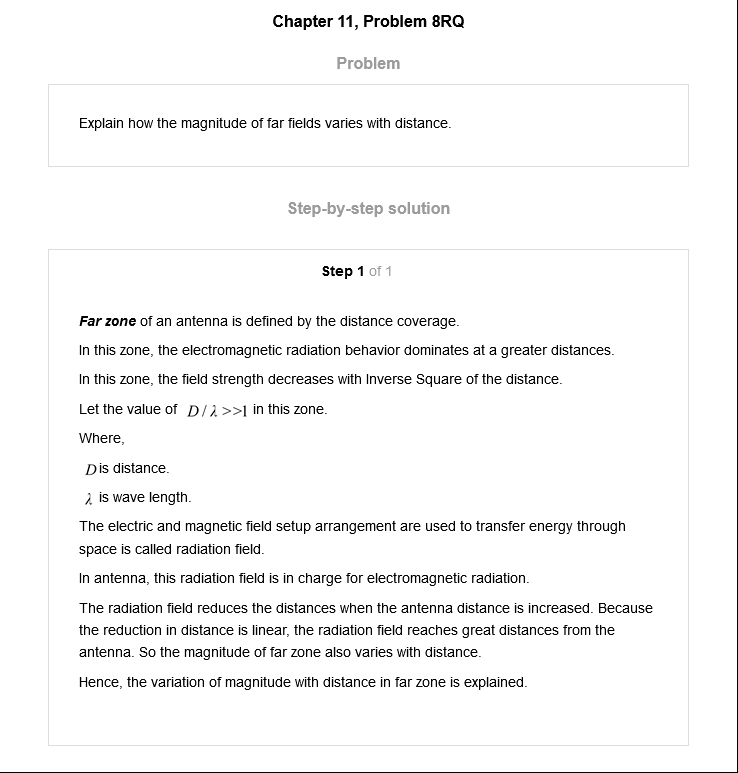 Chapter 11, Problem 8RQ
Problem
Explain how the magnitude of far fields varies with distance.
Step-by-step solution
Step 1 of 1
Far zone of an antenna is defined by the distance coverage.
In this zone, the electromagnetic radiation behavior dominates at a greater distances.
In this zone, the field strength decreases with Inverse Square of the distance.
Let the value of D/λ>>1 in this zone.
Where,
D is distance.
λ is wave length.
The electric and magnetic field setup arrangement are used to transfer energy through
space is called radiation field.
In antenna, this radiation field is in charge for electromagnetic radiation.
The radiation field reduces the distances when the antenna distance is increased. Because
the reduction in distance is linear, the radiation field reaches great distances from the
antenna. So the magnitude of far zone also varies with distance.
Hence, the variation of magnitude with distance in far zone is explained.